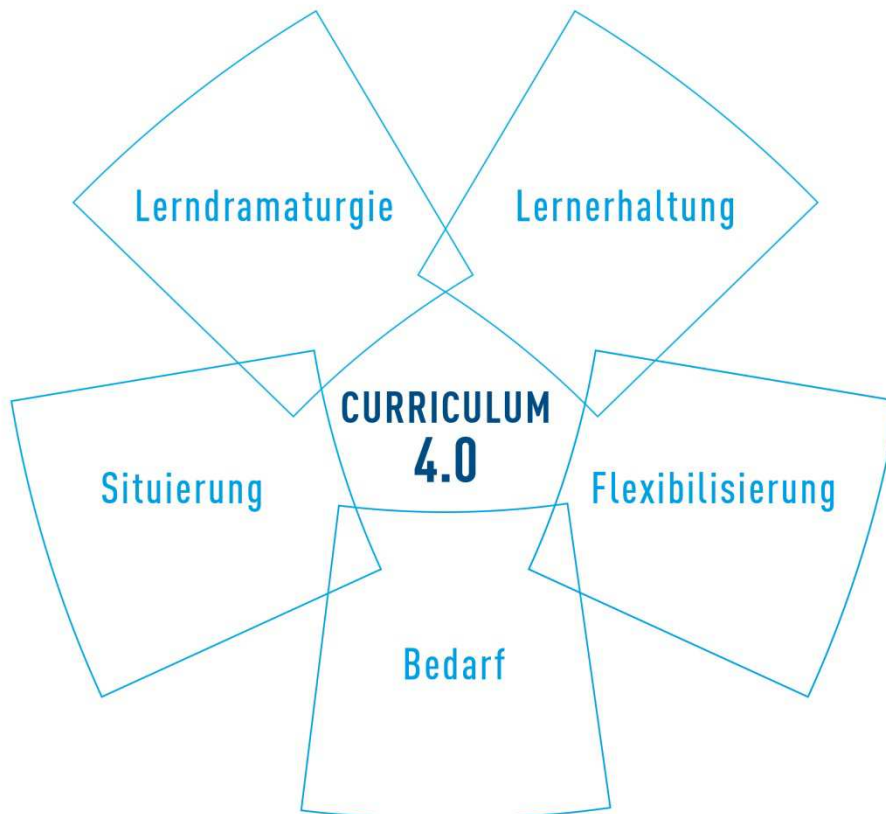 Lerndramaturgie
Lernerhaltung
CURRICULUM
4.0
Situierung
Flexibilisierung
Bedarf